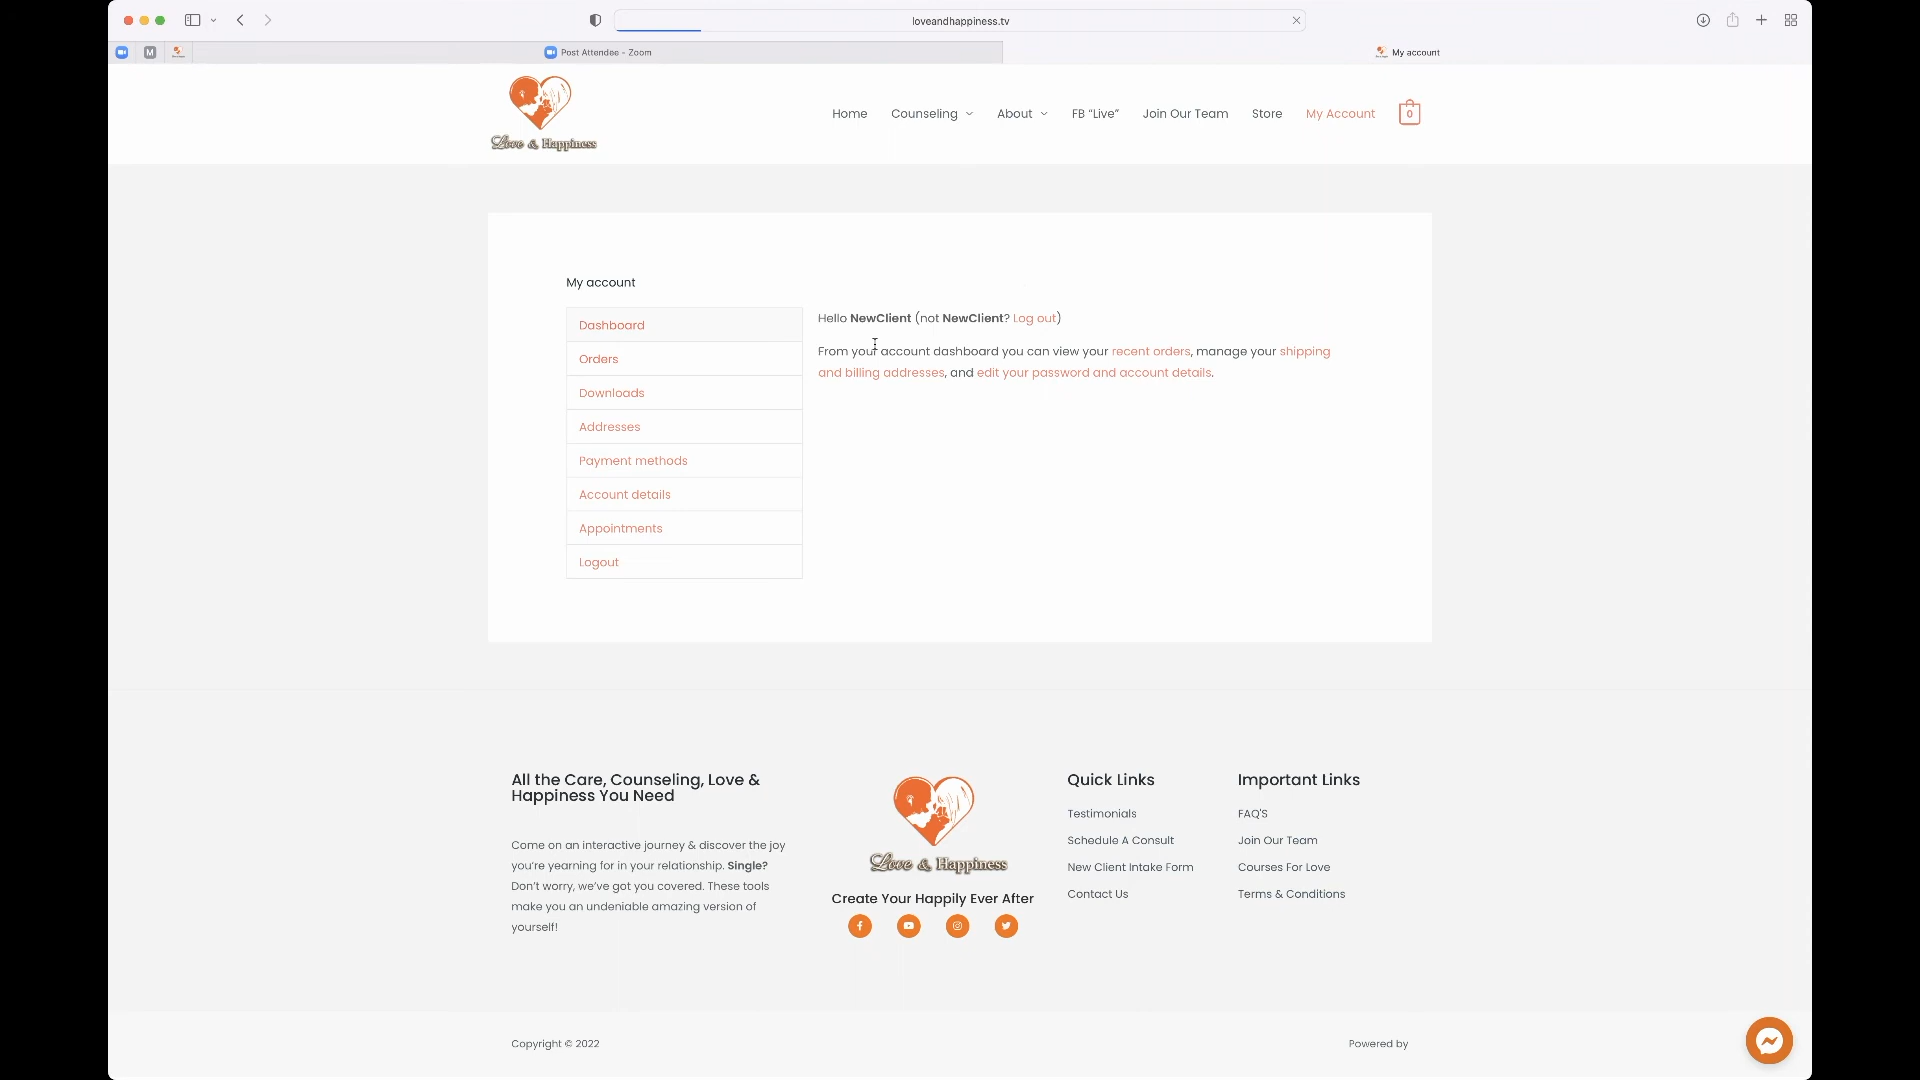 loveandhappiness.tv
M
Post Attendee - Zoom
My account
Love & Happiness
Home
Counseling
About
FB “Live”
Join Our Team
Store
My Account
0
My account
Dashboard
Orders
Downloads
Addresses
Payment methods
Account details
Appointments
Logout
Hello NewClient (not NewClient? Log out)
From your account dashboard you can view your recent orders, manage your shipping
and billing addresses, and edit your password and account details.
All the Care, Counseling, Love &
Happiness You Need
Come on an interactive journey & discover the joy
you’re yearning for in your relationship. Single?
Don’t worry, we’ve got you covered. These tools
make you an undeniable amazing version of
yourself!
Love & Happiness
Create Your Happily Ever After
Quick Links
Testimonials
Schedule A Consult
New Client Intake Form
Contact Us
Important Links
FAQ'S
Join Our Team
Courses For Love
Terms & Conditions
Copyright © 2022
Powered by